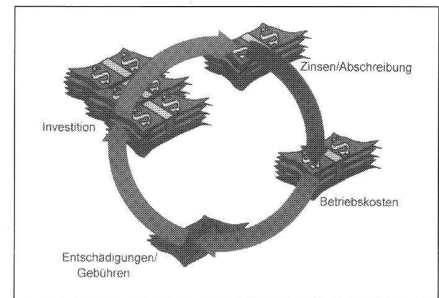 Zinsen/Abschreibung
Investition
Betriebskosten
Entschädigungen/
Gebühren